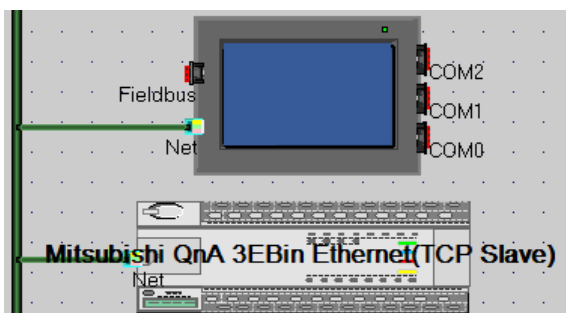 COM2
Fieldbus
COM1
Net
COM0
Mitsubishi QnA 3EBin Ethernet(TCP Slave)
Net